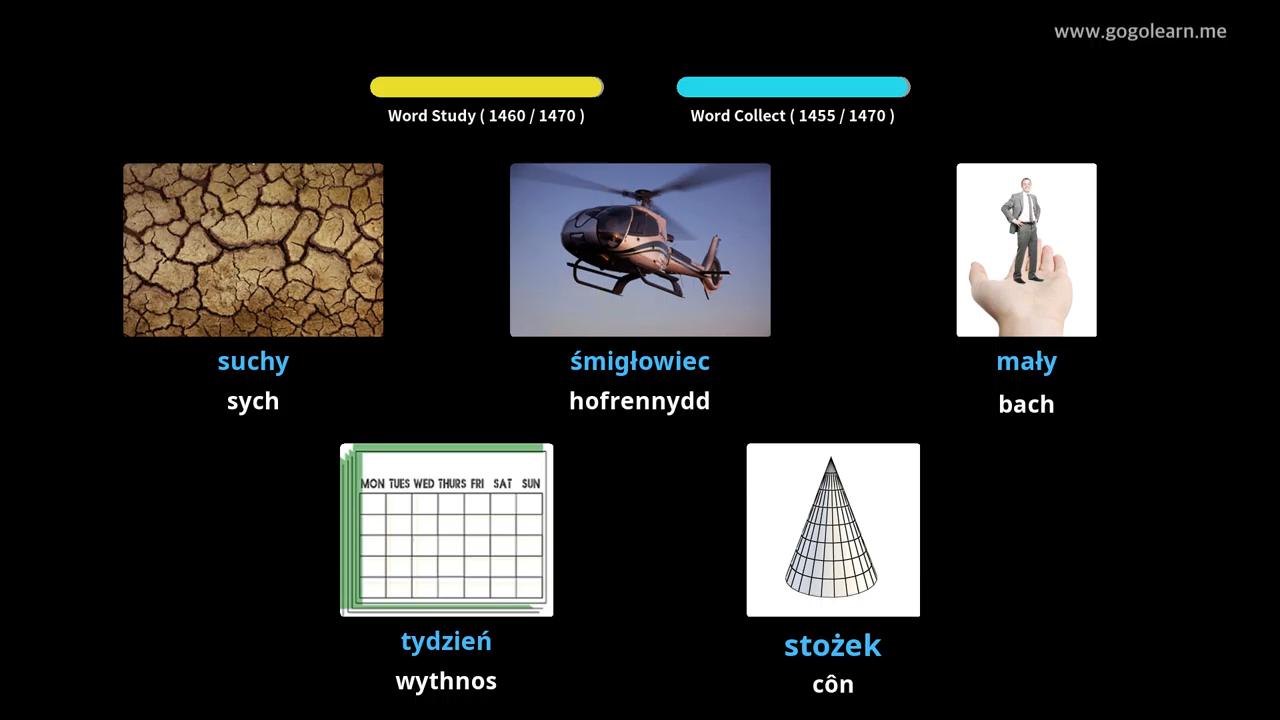 www.gogolearn.me
Word Study ( 1460 / 1470 )
Word Collect ( 1455 / 1470 )
suchy
sych
śmigłowiec
hofrennydd
mały
bach
MON TUES WED THURS FRI SAT SUN
tydzień
wythnos
stożek
côn